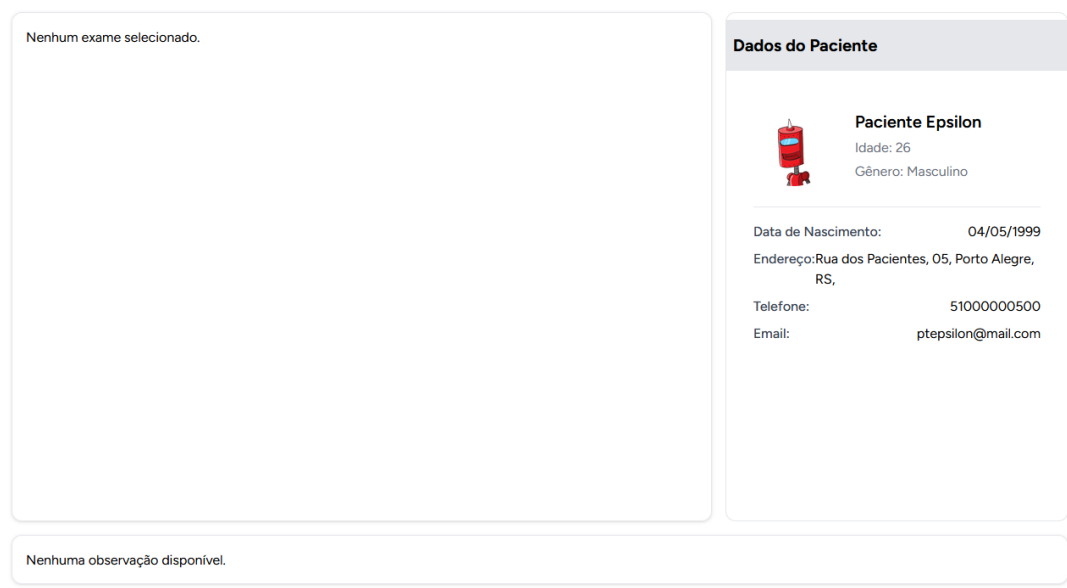 Nenhum exame selecionado.
Dados do Paciente
Paciente Epsilon
Idade: 26
Gênero: Masculino
Data de Nascimento: 04/05/1999
Endereço:Rua dos Pacientes, 05, Porto Alegre,
RS,
Telefone: 51000000500
Email: ptepsilon@mail.com
Nenhuma observação disponível.